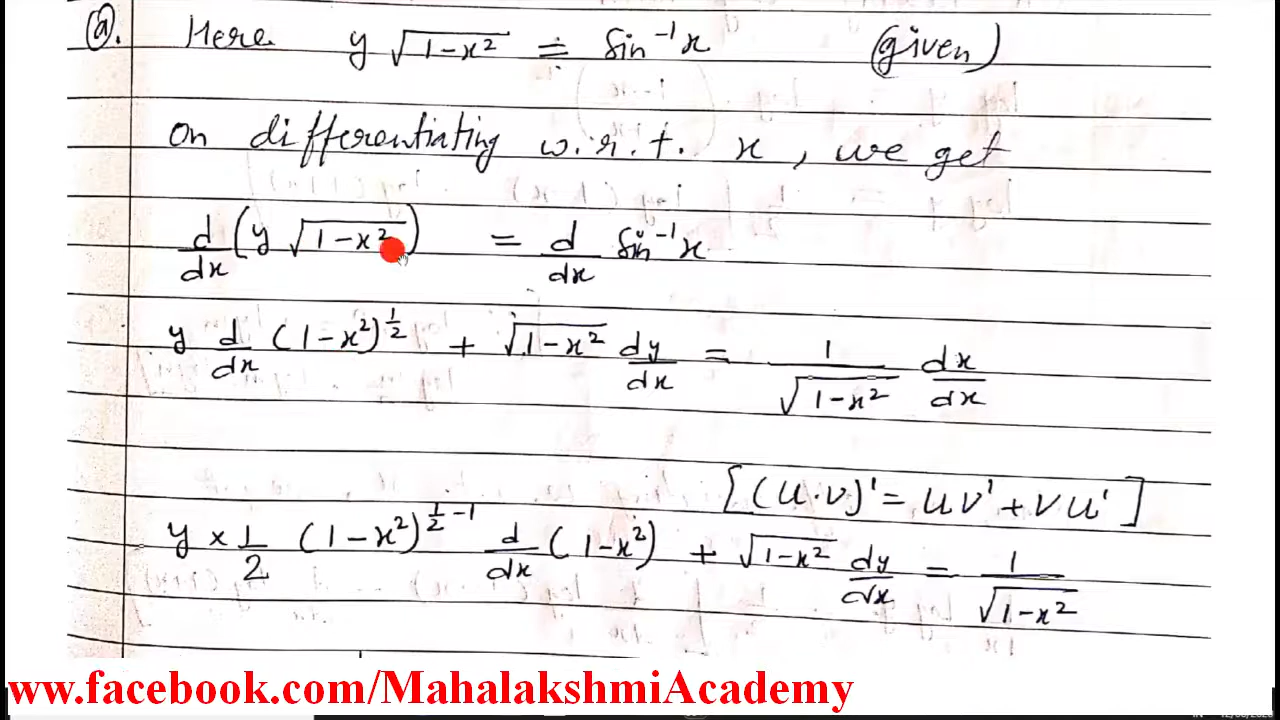 (a). Here y √(1-x²) = sin⁻¹x (given)
on differentiating w.r.t. x, we get
d/dx (y √(1-x²)) = d/dx sin⁻¹x
y d/dx (1-x²)^(1/2) + √(1-x²) dy/dx = 1/√(1-x²) dx/dx
[(u.v)' = uv' + vu']
y × 1/2 (1-x²)^(1/2 -1) d/dx (1-x²) + √(1-x²) dy/dx = 1/√(1-x²)
www.facebook.com/MahalakshmiAcademy